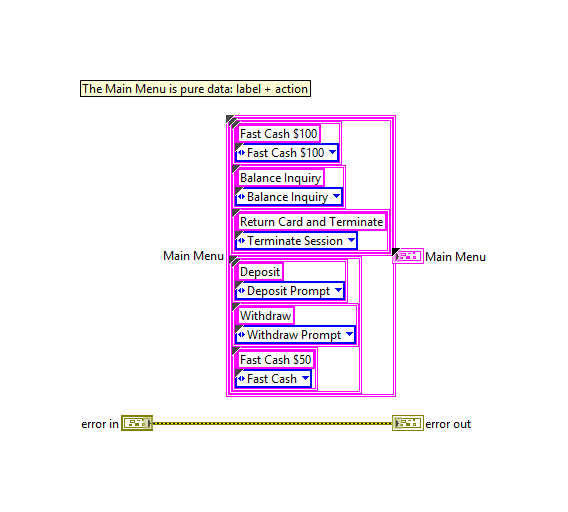 The Main Menu is pure data: label + action
Fast Cash $100
Fast Cash $100
Balance Inquiry
Balance Inquiry
Return Card and Terminate
Terminate Session
Main Menu
Main Menu
Deposit
Deposit Prompt
Withdraw
Withdraw Prompt
Fast Cash $50
Fast Cash
error in
error out